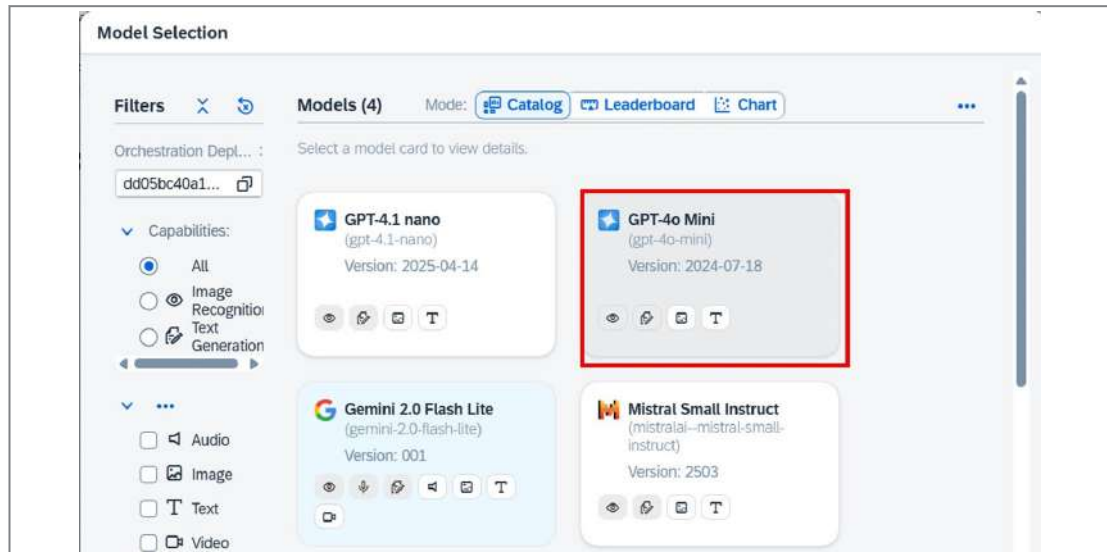 Model Selection
Filters
Models (4) Mode: Catalog Leaderboard Chart
Orchestration Depl... :
Select a model card to view details.
dd05bc40a1...
Capabilities:
All
Image
Recognition
Text
Generation
GPT-4.1 nano
(gpt-4.1-nano)
Version: 2025-04-14
T
GPT-4o Mini
(gpt-4o-mini)
Version: 2024-07-18
T
...
Audio
Image
T Text
Video
Gemini 2.0 Flash Lite
(gemini-2.0-flash-lite)
Version: 001
T
Mistral Small Instruct
(mistralai--mistral-small-
instruct)
Version: 2503
T